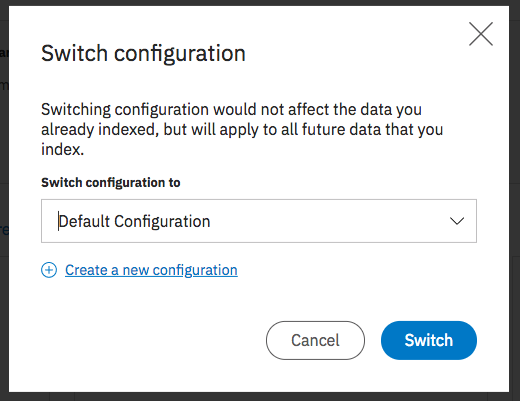 Switch configuration
Switching configuration would not affect the data you
already indexed, but will apply to all future data that you
index.
Switch configuration to
Default Configuration
Create a new configuration
Cancel
Switch